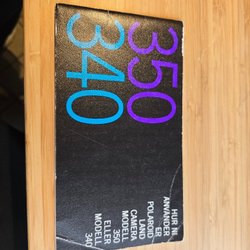 350
340
HUR NI
ANVÄNDER
ER
POLAROID
LAND
CAMERA
MODELL
350
ELLER
MODELL
340